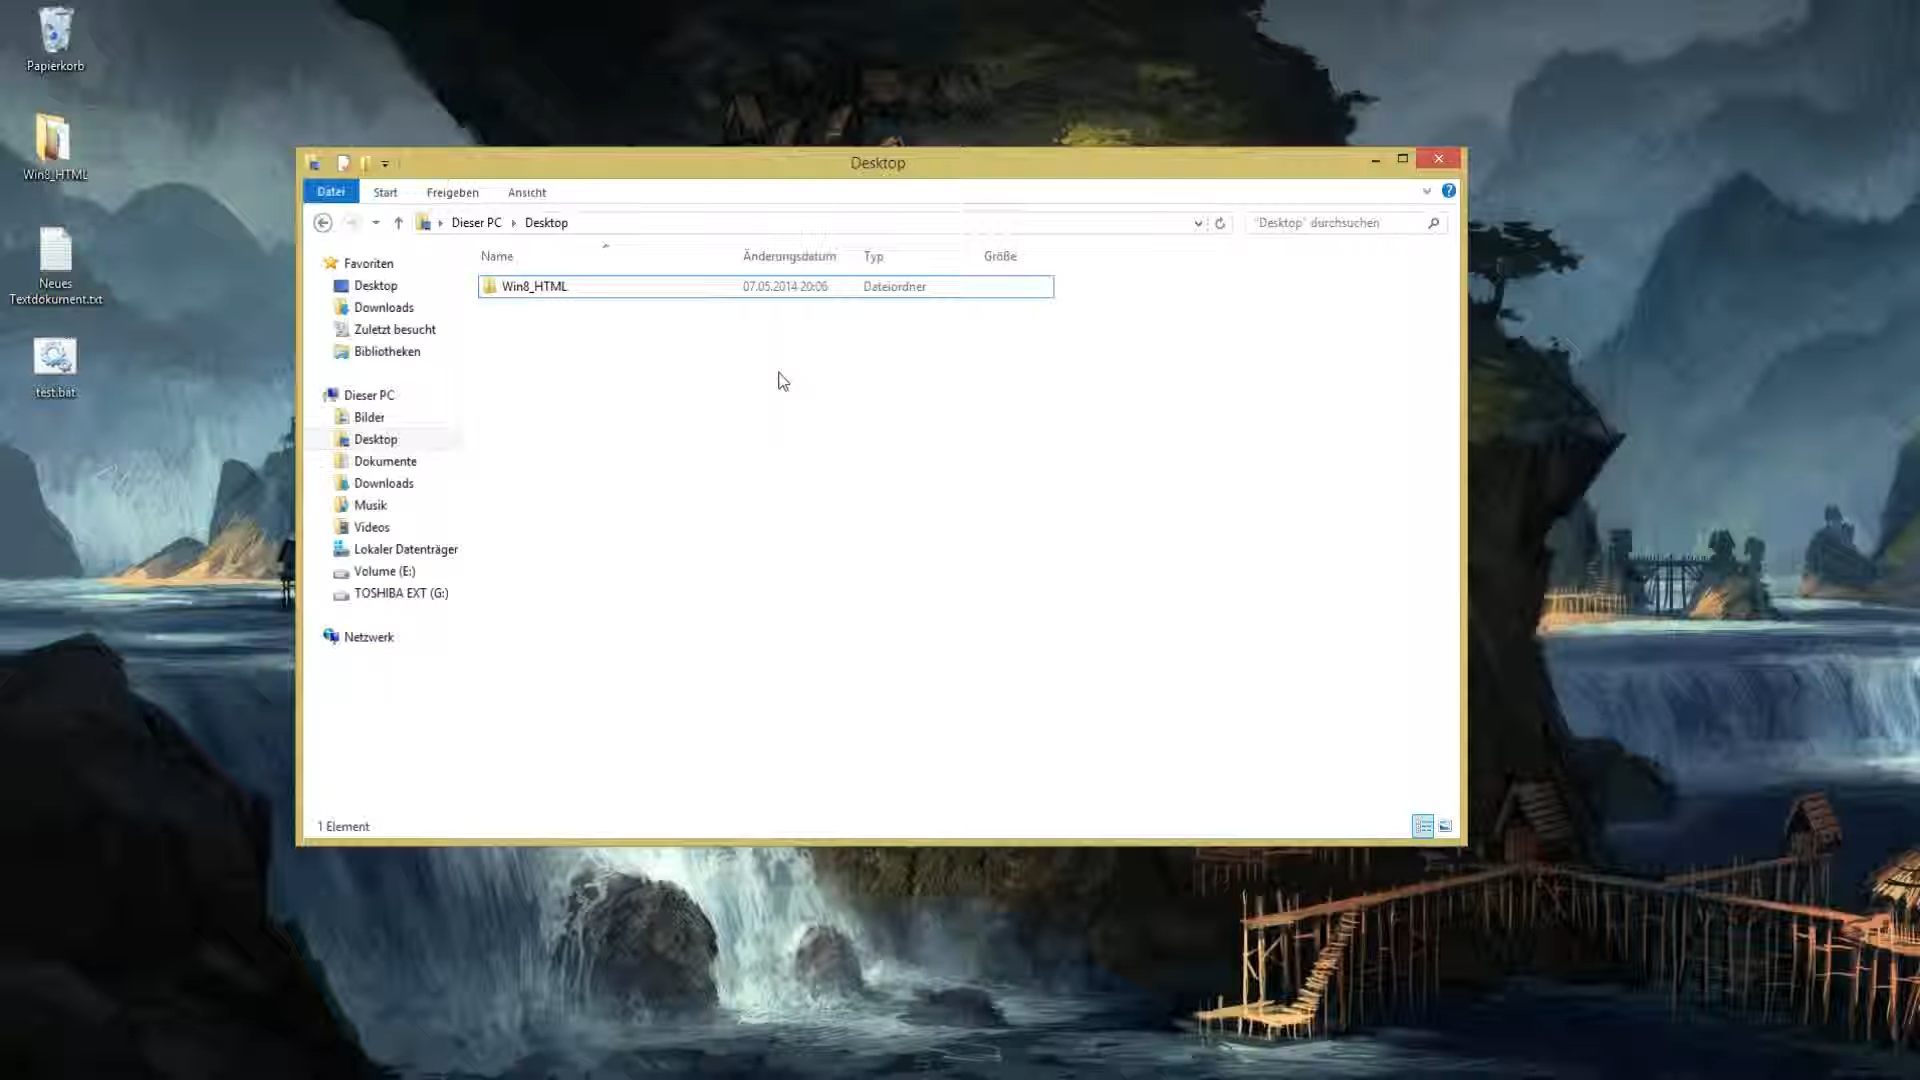 Papierkorb
Win8_HTML
Neues
Textdokument.txt
test.bat
Desktop
Datei Start Freigeben Ansicht
Dieser PC Desktop
"Desktop" durchsuchen
Name Änderungsdatum Typ Größe
Win8_HTML 07.05.2014 20:06 Dateiordner
Favoriten
Desktop
Downloads
Zuletzt besucht
Bibliotheken
Dieser PC
Bilder
Desktop
Dokumente
Downloads
Musik
Videos
Lokaler Datenträger
Volume (E:)
TOSHIBA EXT (G:)
Netzwerk
1 Element